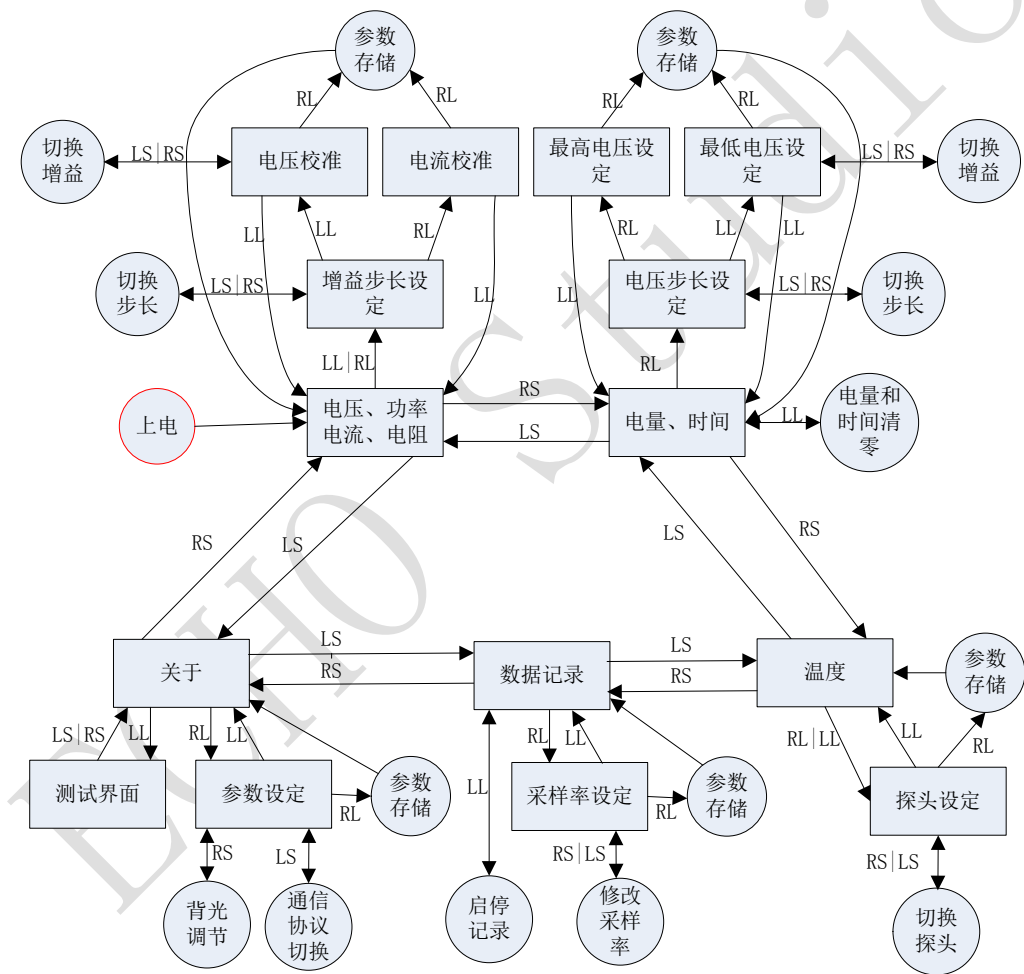 参数
存储
参数
存储
RL
RL
RL
RL
切换
增益
LS|RS
电压校准
电流校准
最高电压设
定
最低电压设
定
LS|RS
切换
增益
LL
LL
RL
RL
LL
LL
切换
步长
LS|RS
增益步长设
定
LL
LL
电压步长设
定
LS|RS
切换
步长
LL|RL
RL
上电
电压、功率
电流、电阻
RS
LS
电量、时间
LL
电量和
时间清
零
RS
LS
LS
RS
关于
LS
RS
数据记录
LS
RS
温度
参数
存储
LS|RS
LL
RL
LL
RL
LL
RL|LL
LL
RL
测试界面
参数设定
RL
参数
存储
LL
采样率设定
RL
参数
存储
探头设定
RS
LS
RS|LS
RS|LS
背光
调节
通信
协议
切换
启停
记录
修改
采样
率
切换
探头
ECHO Studio